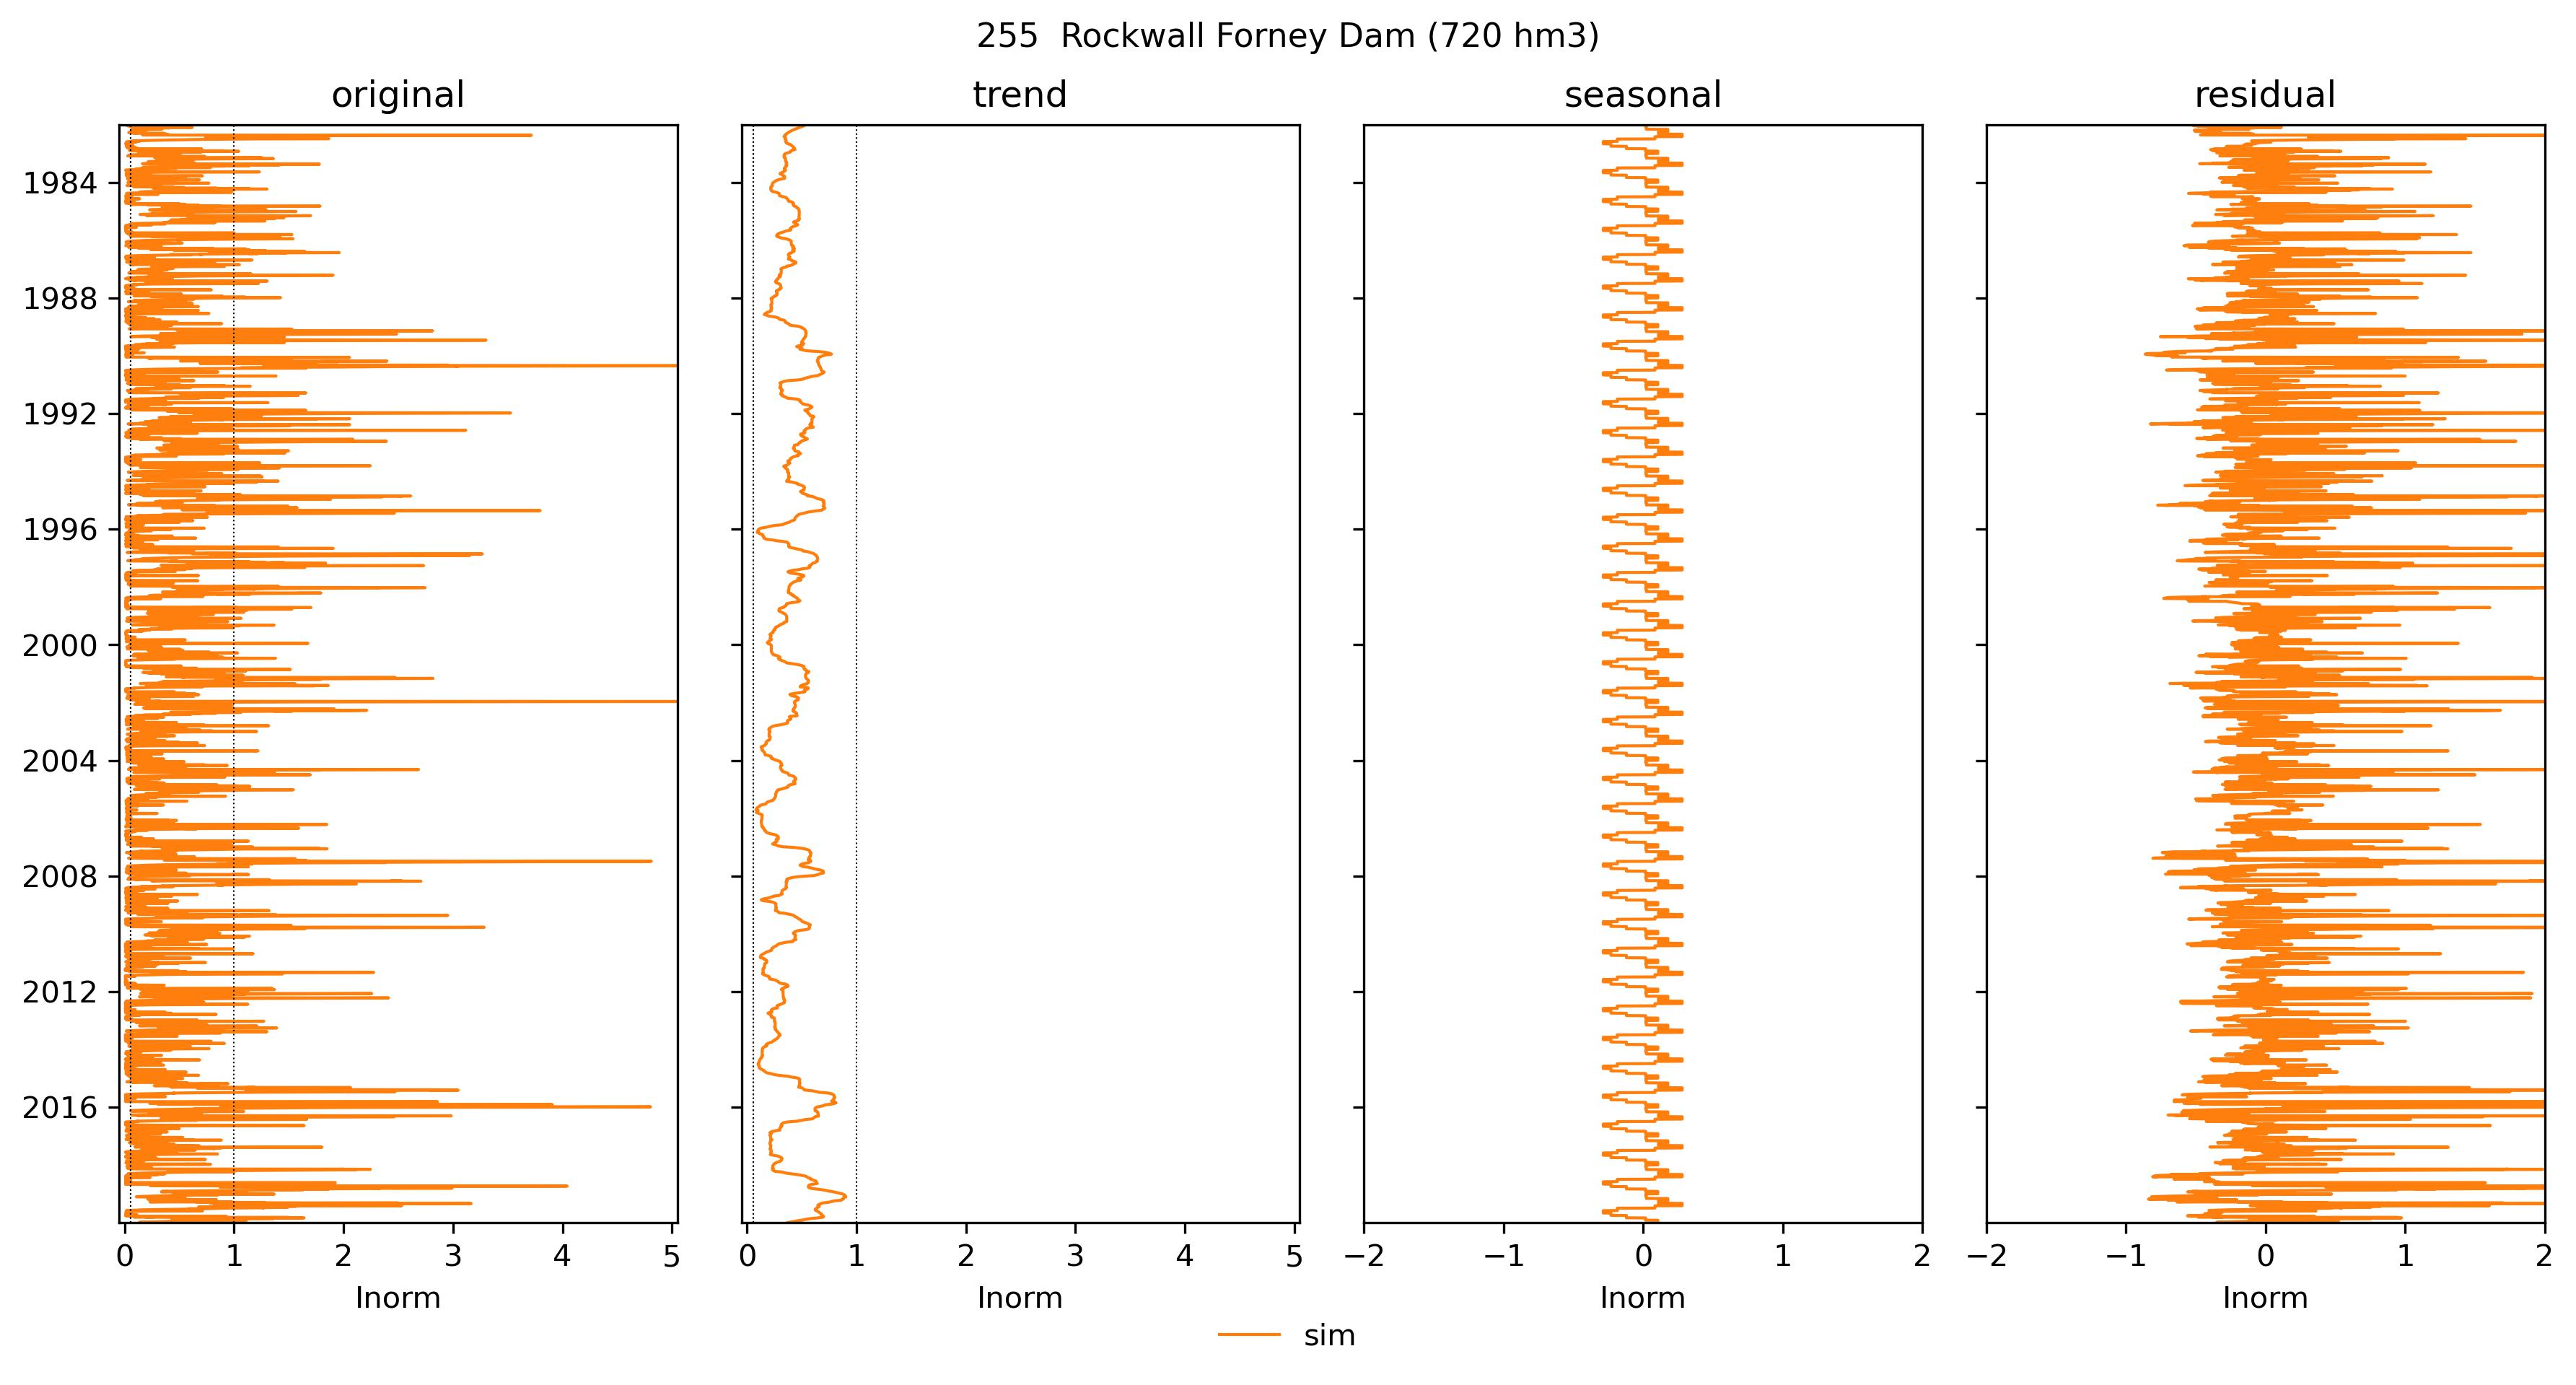 255  Rockwall Forney Dam (720 hm3)
original
trend
seasonal
residual
1984
1988
1992
1996
2000
2004
2008
2012
2016
0 1 2 3 4 5
0 1 2 3 4 5
−2 −1 0 1 2
−2 −1 0 1 2
Inorm
Inorm
Inorm
Inorm
sim